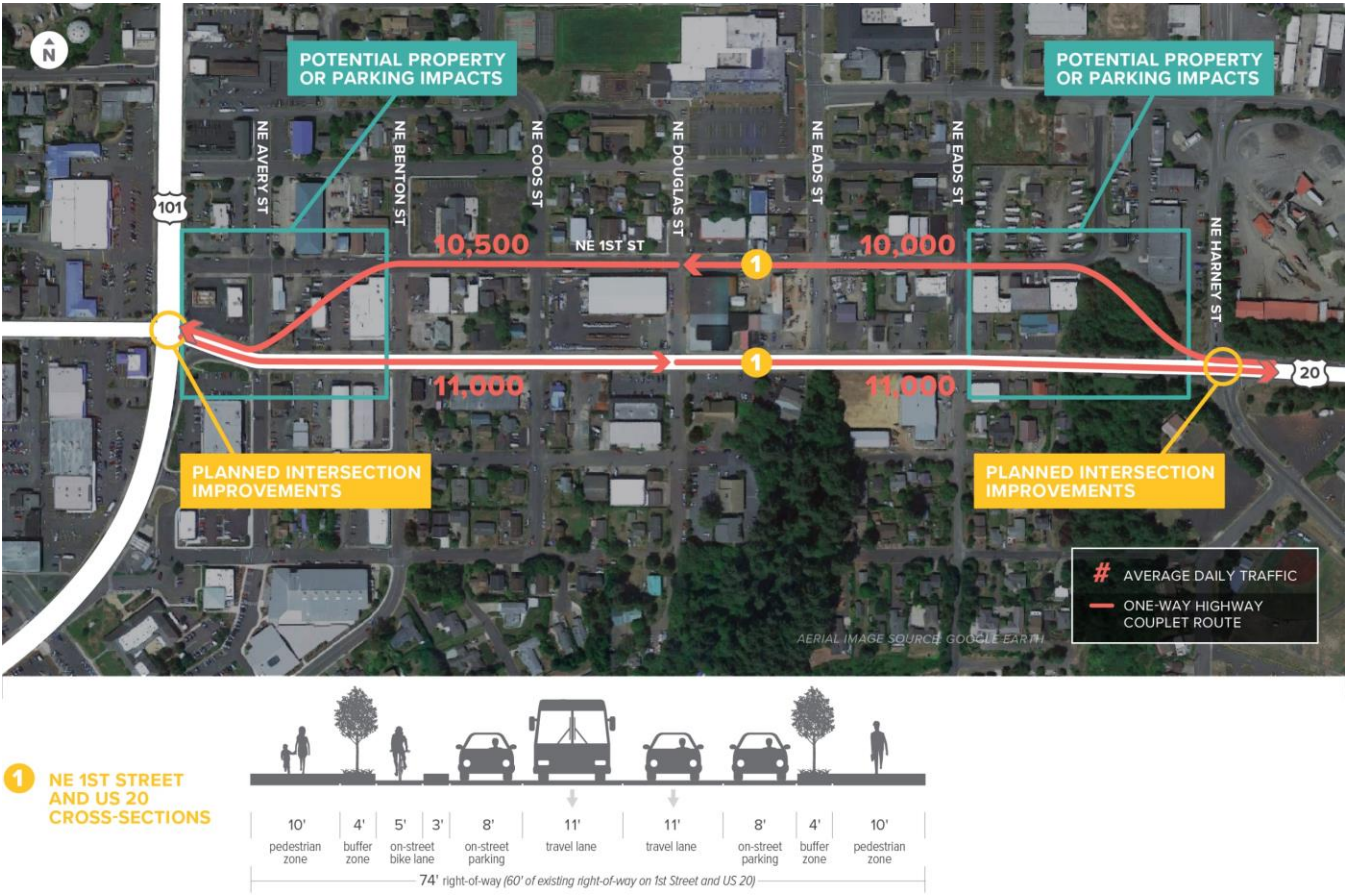 N
POTENTIAL PROPERTY
OR PARKING IMPACTS
POTENTIAL PROPERTY
OR PARKING IMPACTS
NE AVERY ST
NE BENTON ST
NE COOS ST
NE DOUGLAS ST
NE EADS ST
NE EADS ST
NE HARNEY ST
101
10,500
NE 1ST ST
1
10,000
11,000
1
11,000
20
PLANNED INTERSECTION
IMPROVEMENTS
PLANNED INTERSECTION
IMPROVEMENTS
# AVERAGE DAILY TRAFFIC
ONE-WAY HIGHWAY
COUPLET ROUTE
AERIAL IMAGE SOURCE: GOOGLE EARTH
1 NE 1ST STREET
AND US 20
CROSS-SECTIONS
10' 4' 5' 3' 8' 11' 11' 8' 4' 10'
pedestrian zone
buffer zone
on-street bike lane
on-street parking
travel lane
travel lane
on-street parking
buffer zone
pedestrian zone
74' right-of-way (60' of existing right-of-way on 1st Street and US 20)